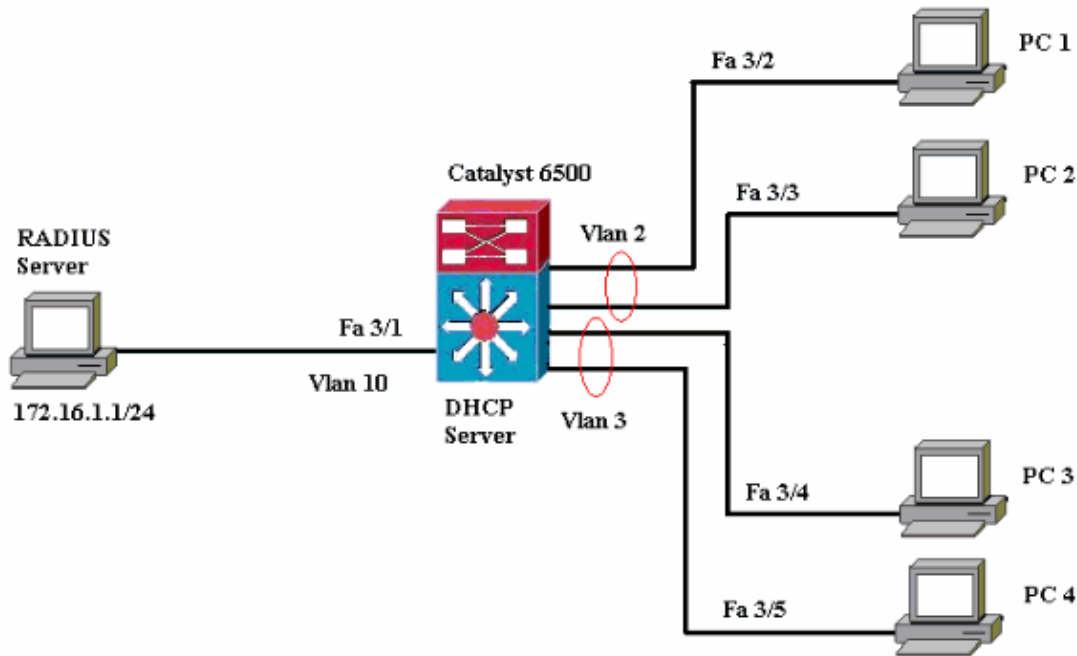 PC 1
Fa 3/2
PC 2
Catalyst 6500
Fa 3/3
Vlan 2
RADIUS
Server
Fa 3/1
Vlan 10
172.16.1.1/24
DHCP
Server
Vlan 3
PC 3
Fa 3/4
PC 4
Fa 3/5